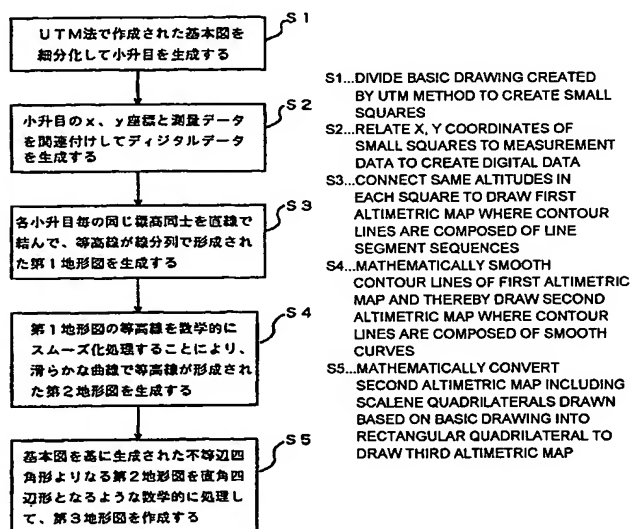 S1
UTM法で作成された基本図を
細分化して小升目を生成する
S2
小升目のx、y座標と測量データ
を関連付けしてディジタルデータ
を生成する
S3
各小升目毎の同じ標高同士を直線で
結んで、等高線が線分列で形成され
た第1地形図を生成する
S4
第1地形図の等高線を数学的に
スムーズ化処理することにより、
滑らかな曲線で等高線が形成され
た第2地形図を生成する
S5
基本図を基に生成された不等辺四
角形よりなる第2地形図を直角四
辺形となるような数学的に処理し
て、第3地形図を作成する
S1...DIVIDE BASIC DRAWING CREATED
BY UTM METHOD TO CREATE SMALL
SQUARES
S2...RELATE X, Y COORDINATES OF
SMALL SQUARES TO MEASUREMENT
DATA TO CREATE DIGITAL DATA
S3...CONNECT SAME ALTITUDES IN
EACH SQUARE TO DRAW FIRST
ALTIMETRIC MAP WHERE CONTOUR
LINES ARE COMPOSED OF LINE
SEGMENT SEQUENCES
S4...MATHEMATICALLY SMOOTH
CONTOUR LINES OF FIRST ALTIMETRIC
MAP AND THEREBY DRAW SECOND
ALTIMETRIC MAP WHERE CONTOUR
LINES ARE COMPOSED OF SMOOTH
CURVES
S5...MATHEMATICALLY CONVERT
SECOND ALTIMETRIC MAP INCLUDING
SCALENE QUADRILATERALS DRAWN
BASED ON BASIC DRAWING INTO
RECTANGULAR QUADRILATERAL TO
DRAW THIRD ALTIMETRIC MAP